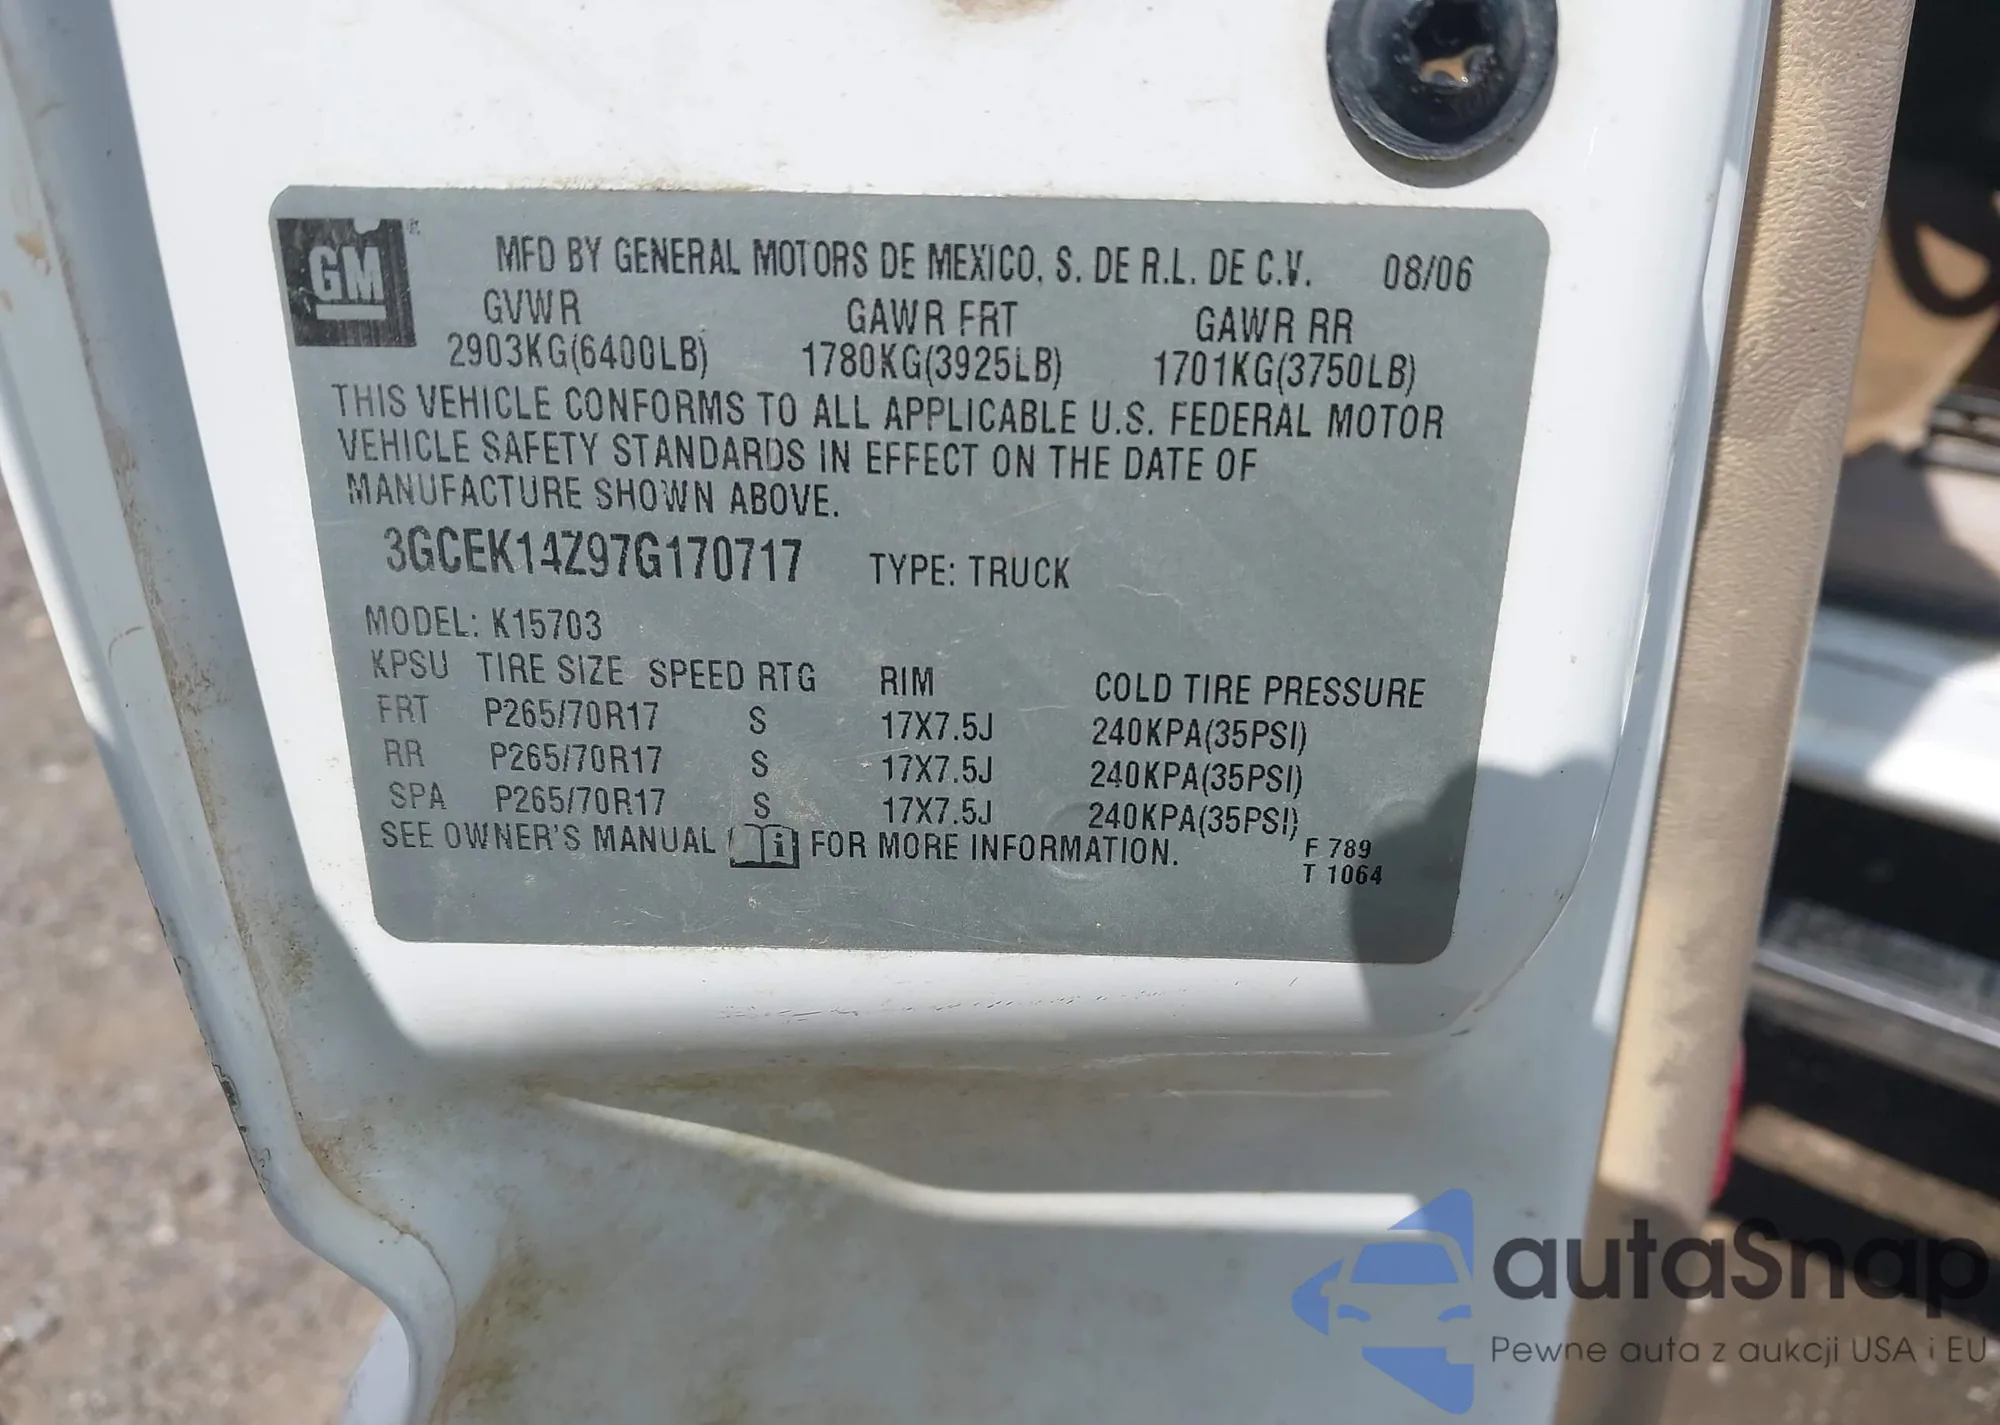 GM
MFD BY GENERAL MOTORS DE MEXICO, S. DE R.L. DE C.V. 08/06
GVWR GAWR FRT GAWR RR
2903KG(6400LB) 1780KG(3925LB) 1701KG(3750LB)
THIS VEHICLE CONFORMS TO ALL APPLICABLE U.S. FEDERAL MOTOR
VEHICLE SAFETY STANDARDS IN EFFECT ON THE DATE OF
MANUFACTURE SHOWN ABOVE.
3GCEK14Z97G170717 TYPE: TRUCK
MODEL: K15703
KPSU TIRE SIZE SPEED RTG RIM COLD TIRE PRESSURE
FRT P265/70R17 S 17X7.5J 240KPA(35PSI)
RR P265/70R17 S 17X7.5J 240KPA(35PSI)
SPA P265/70R17 S 17X7.5J 240KPA(35PSI)
SEE OWNER'S MANUAL i FOR MORE INFORMATION.
F 789
T 1064
autaSnap
Pewne auta z aukcji USA i EU